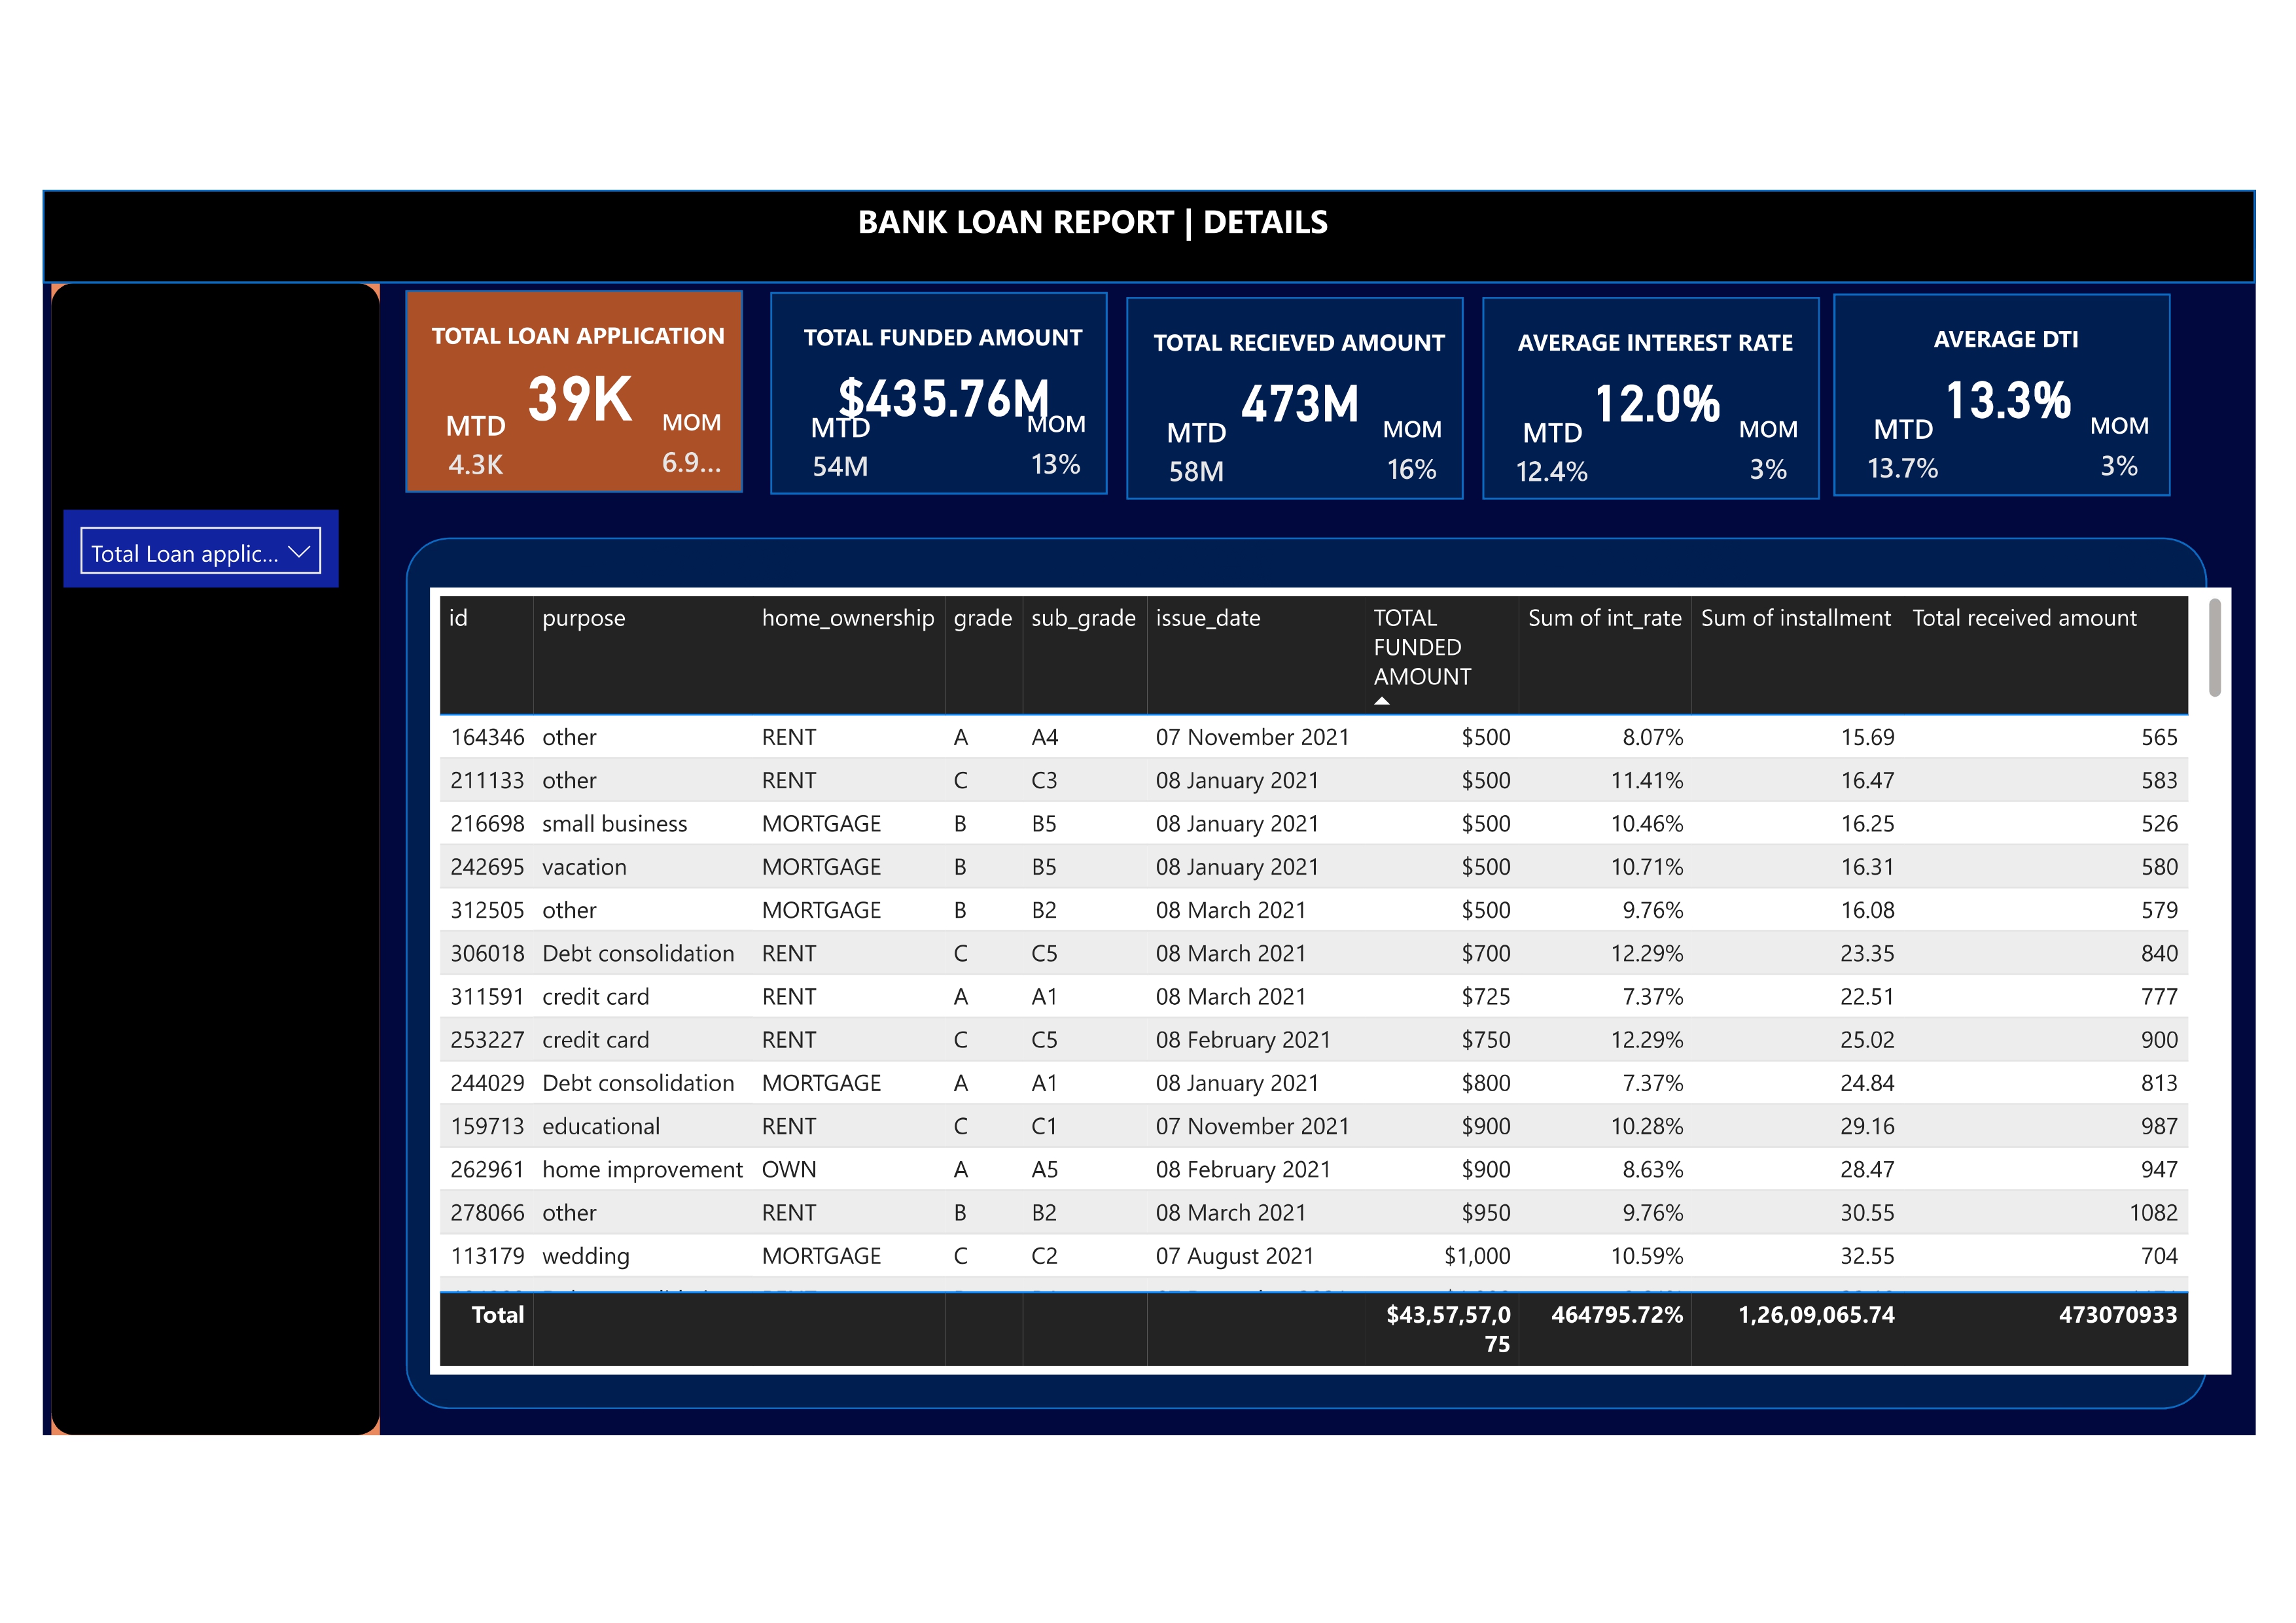 BANK LOAN REPORT | DETAILS
TOTAL LOAN APPLICATION
39K
MTD MOM
4.3K 6.9...
TOTAL FUNDED AMOUNT
$435.76M
MTD MOM
54M 13%
TOTAL RECIEVED AMOUNT
473M
MTD MOM
58M 16%
AVERAGE INTEREST RATE
12.0%
MTD MOM
12.4% 3%
AVERAGE DTI
13.3%
MTD MOM
13.7% 3%
Total Loan applic...
id purpose home_ownership grade sub_grade issue_date TOTAL FUNDED AMOUNT Sum of int_rate Sum of installment Total received amount
164346 other RENT A A4 07 November 2021 $500 8.07% 15.69 565
211133 other RENT C C3 08 January 2021 $500 11.41% 16.47 583
216698 small business MORTGAGE B B5 08 January 2021 $500 10.46% 16.25 526
242695 vacation MORTGAGE B B5 08 January 2021 $500 10.71% 16.31 580
312505 other MORTGAGE B B2 08 March 2021 $500 9.76% 16.08 579
306018 Debt consolidation RENT C C5 08 March 2021 $700 12.29% 23.35 840
311591 credit card RENT A A1 08 March 2021 $725 7.37% 22.51 777
253227 credit card RENT C C5 08 February 2021 $750 12.29% 25.02 900
244029 Debt consolidation MORTGAGE A A1 08 January 2021 $800 7.37% 24.84 813
159713 educational RENT C C1 07 November 2021 $900 10.28% 29.16 987
262961 home improvement OWN A A5 08 February 2021 $900 8.63% 28.47 947
278066 other RENT B B2 08 March 2021 $950 9.76% 30.55 1082
113179 wedding MORTGAGE C C2 07 August 2021 $1,000 10.59% 32.55 704
Total $43,57,57,075 464795.72% 1,26,09,065.74 473070933